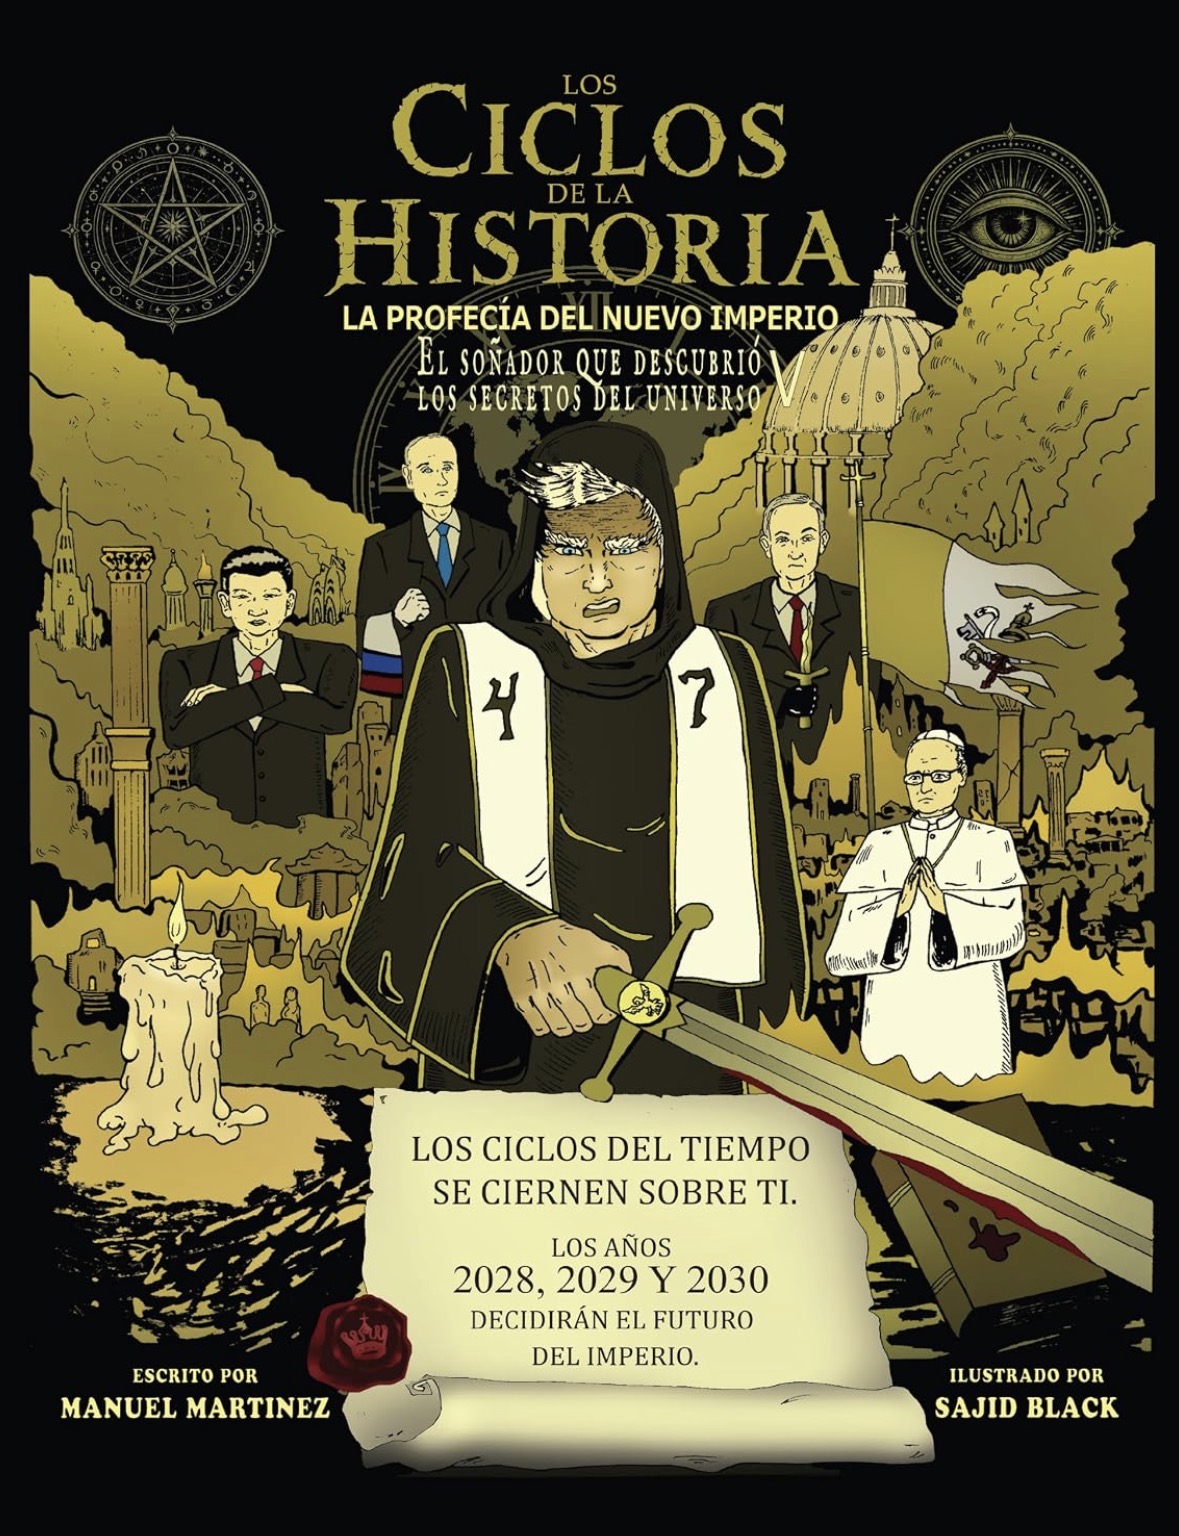 LOS
CICLOS
DE LA
HISTORIA
XII
LA PROFECÍA DEL NUEVO IMPERIO
EL SOÑADOR QUE DESCUBRIÓ
LOS SECRETOS DEL UNIVERSO
V
IV
4 7
LOS CICLOS DEL TIEMPO
SE CIERNEN SOBRE TI.
LOS AÑOS
2028, 2029 Y 2030
DECIDIRÁN EL FUTURO
DEL IMPERIO.
ESCRITO POR
MANUEL MARTINEZ
ILUSTRADO POR
SAJID BLACK